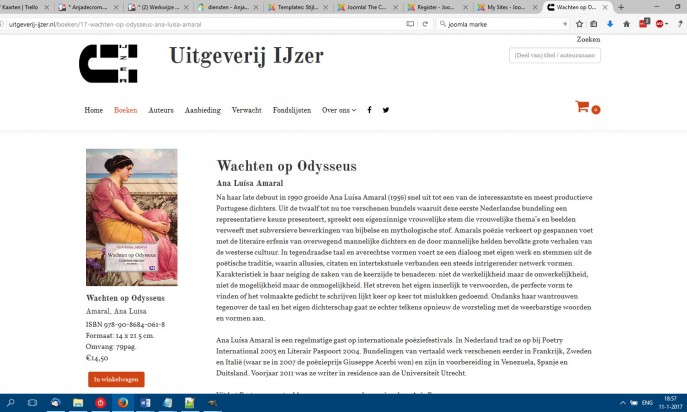 Kaarten | Trello
* Anjadecrom
* (2) Werkwijze
diensten - Anja
Templates: Stijl
Joomla! The C
Register - Joo
My Sites - Joo
Wachten op O
uitgeverij-ijzer.nl/boeken/17-wachten-op-odysseus-ana-luisa-amaral
joomla marke
Zoeken
Uitgeverij IJzer
(Deel van) titel / auteursnaam
Home Boeken Auteurs Aanbieding Verwacht Fondslijsten Over ons
0
Wachten op Odysseus
Ana Luísa Amaral
Na haar late debuut in 1990 groeide Ana Luísa Amaral (1956) snel uit tot een van de interessantste en meest productieve
Portugese dichters. Uit de twaalf tot nu toe verschenen bundels waaruit deze eerste Nederlandse bundeling een
representatieve keuze presenteert, spreekt een eigenzinnige vrouwelijke stem die vrouwelijke thema's en beelden
verweeft met subversieve bewerkingen van bijbelse en mythologische stof. Amarals poëzie verkeert op gespannen voet
met de literaire erfenis van overwegend mannelijke dichters en de door mannelijke helden bevolkte grote verhalen van
de westerse cultuur. In tegendraadse taal en averechtse vormen voert ze een dialoog met eigen werk en stemmen uit de
poëtische traditie, waarin allusies, citaten en intertekstuele verbanden een steeds intrigerender netwerk vormen.
Karakteristiek is haar neiging de zaken van de keerzijde te benaderen: niet de werkelijkheid maar de onwerkelijkheid,
niet de mogelijkheid maar de onmogelijkheid. Het streven het eigen innerlijk te verwoorden, de perfecte vorm te
vinden of het volmaakte gedicht te schrijven lijkt keer op keer tot mislukken gedoemd. Ondanks haar wantrouwen
tegenover de taal en het eigen dichterschap gaat ze echter telkens opnieuw de worsteling met de weerbarstige woorden
en vormen aan.
Ana Luísa Amaral is een regelmatige gast op internationale poëziefestivals. In Nederland trad ze op bij Poetry
International 2003 en Literair Paspoort 2004. Bundelingen van vertaald werk verschenen eerder in Frankrijk, Zweden
en Italië (waar ze in 2007 de poëzieprijs Giuseppe Acerbi won) en zijn in voorbereiding in Venezuela, Spanje en
Duitsland. Voorjaar 2011 was ze writer in residence aan de Universiteit Utrecht.
Ana Luísa Amaral
Wachten op Odysseus
Wachten op Odysseus
Amaral, Ana Luísa
ISBN 978-90-8684-061-8
Formaat: 14 x 21.5 cm.
Omvang: 79pag.
€14,50
In winkelwagen
ENG
18:57
11-1-2017